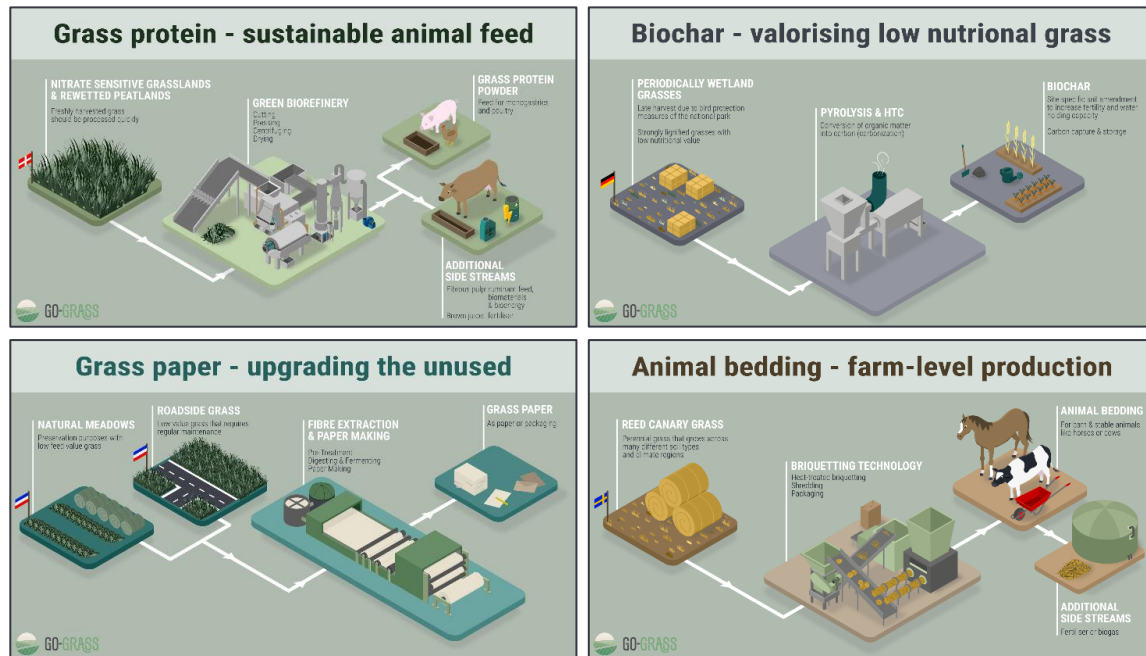 Grass protein - sustainable animal feed
NITRATE SENSITIVE GRASSLANDS
& REWETTED PEATLANDS
Freshly harvested grass
should be processed quickly
GREEN BIOREFINERY
Cutting
Pressing
Centrifuging
Drying
GRASS PROTEIN
POWDER
Feed for monogastrics
and poultry
ADDITIONAL
SIDE STREAMS
Fibrous pulp: ruminant feed,
biomaterials
& bioenergy
Brown juice: fertiliser
GO-GRASS
Biochar - valorising low nutrional grass
PERIODICALLY WETLAND
GRASSES
Late harvest due to bird protection
measures of the national park
Strongly lignified grasses with
low nutritional value
PYROLYSIS & HTC
Conversion of organic matter
into carbon (carbonization)
BIOCHAR
Site specific soil amendment
to increase fertility and water
holding capacity
Carbon capture & storage
GO-GRASS
Grass paper - upgrading the unused
NATURAL MEADOWS
Preservation purposes with
low feed value grass
ROADSIDE GRASS
Low value grass that requires
regular maintenance
FIBRE EXTRACTION
& PAPER MAKING
Pre-Treatment
Digesting & Fermenting
Paper Making
GRASS PAPER
As paper or packaging
GO-GRASS
Animal bedding - farm-level production
REED CANARY GRASS
Perennial grass that grows across
many different soil types
and climate regions
BRIQUETTING TECHNOLOGY
Heat-treated briquetting
Shredding
Packaging
ANIMAL BEDDING
For barn & stable animals
like horses or cows
ADDITIONAL
SIDE STREAMS
Fertiliser or biogas
GO-GRASS